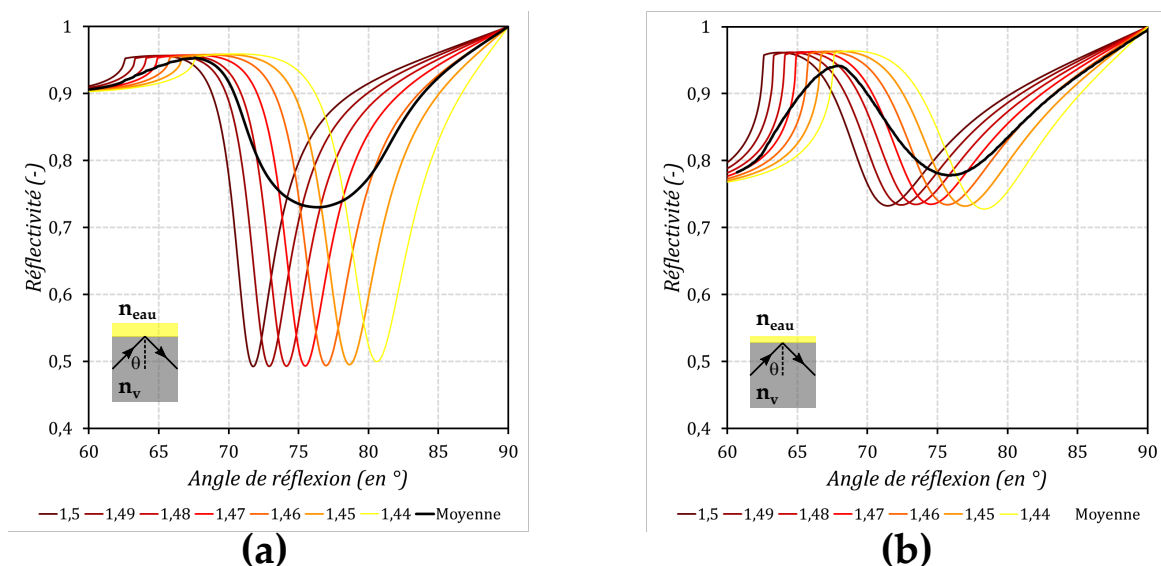 1
0,9
0,8
0,7
0,6
0,5
0,4
60 65 70 75 80 85 90
Réflectivité (-)
Angle de réflexion (en °)
n_eau
θ
n_v
1,5 1,49 1,48 1,47 1,46 1,45 1,44 Moyenne
(a)
1
0,9
0,8
0,7
0,6
0,5
0,4
60 65 70 75 80 85 90
Réflectivité (-)
Angle de réflexion (en °)
n_eau
θ
n_v
1,5 1,49 1,48 1,47 1,46 1,45 1,44 Moyenne
(b)